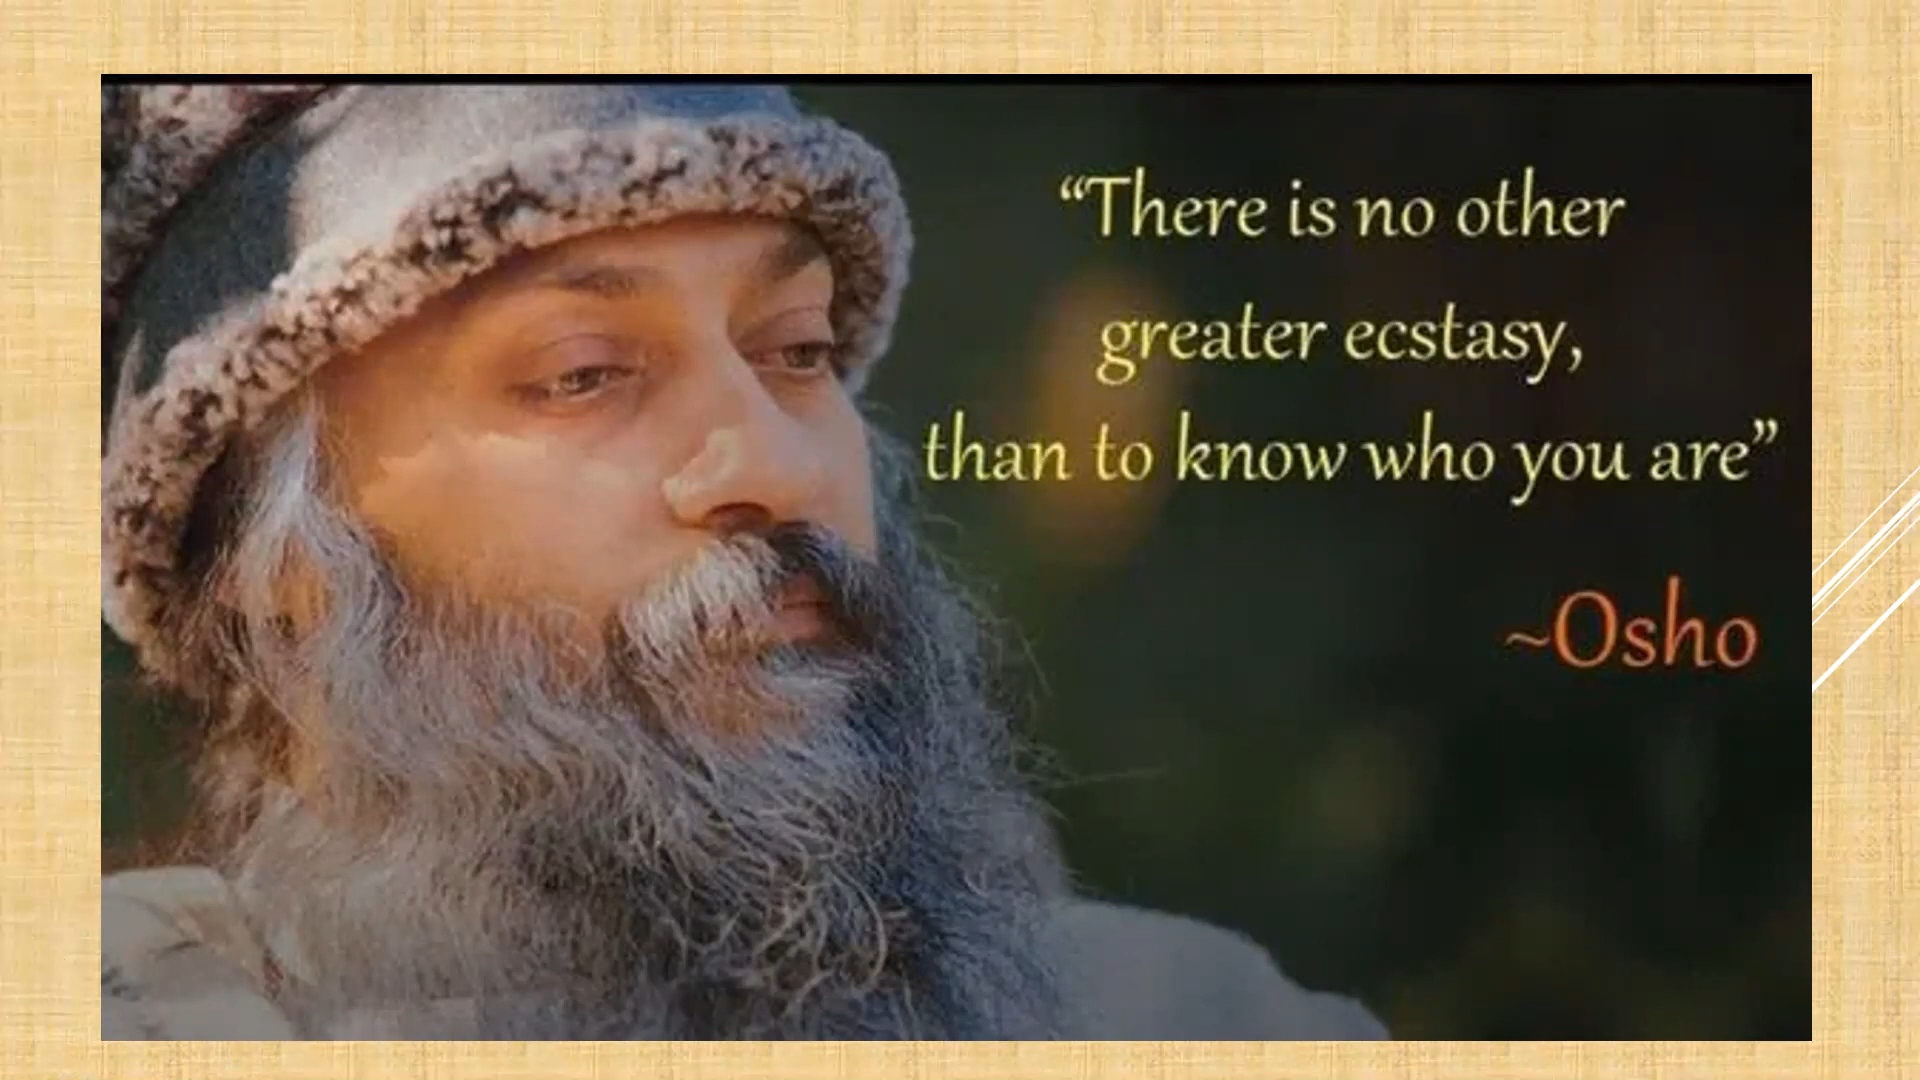 “There is no other
greater ecstasy,
than to know who you are”
~Osho